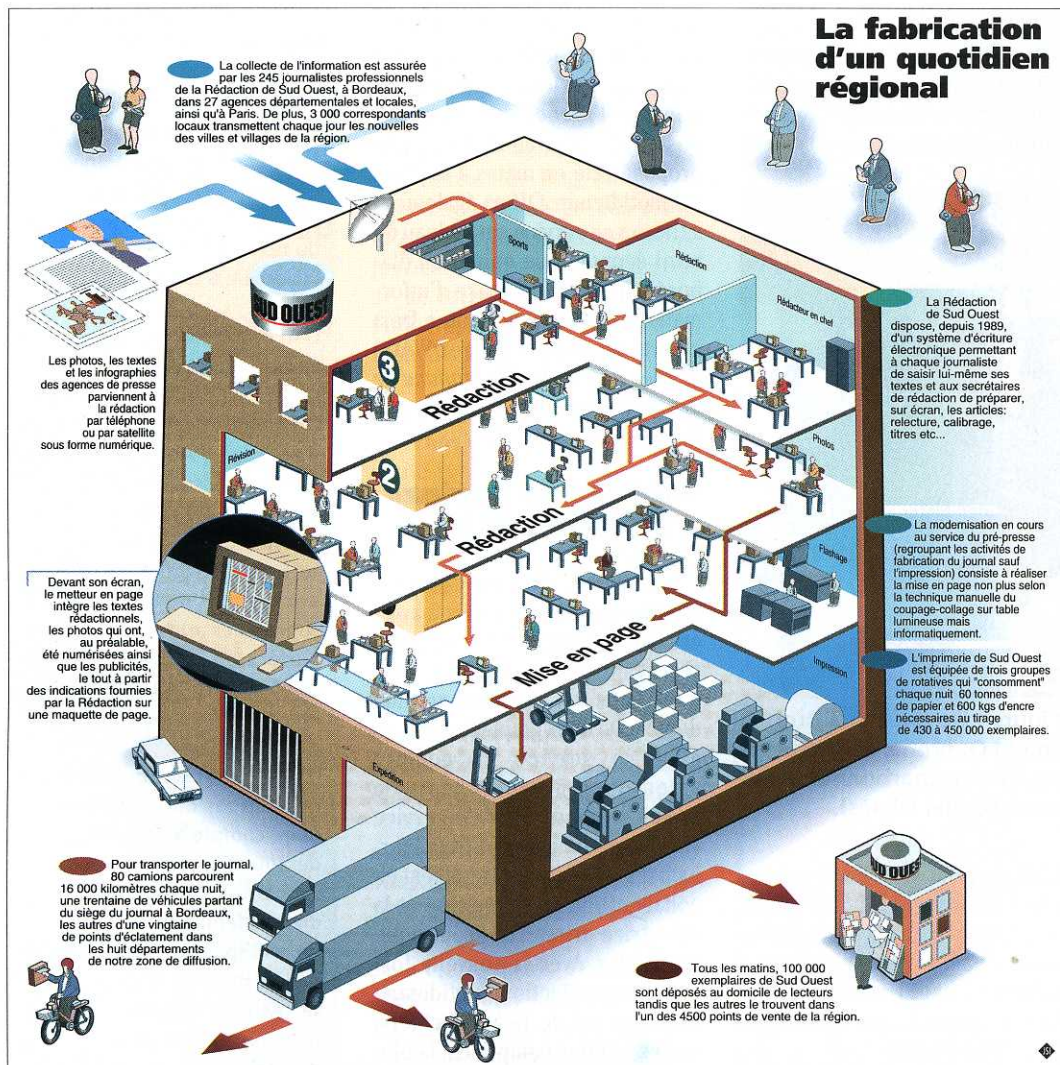 La fabrication
d'un quotidien
régional
La collecte de l'information est assurée
par les 245 journalistes professionnels
de la Rédaction de Sud Ouest, à Bordeaux,
dans 27 agences départementales et locales,
ainsi qu'à Paris. De plus, 3 000 correspondants
locaux transmettent chaque jour les nouvelles
des villes et villages de la région.
Les photos, les textes
et les infographies
des agences de presse
parviennent à
la rédaction
par téléphone
ou par satellite
sous forme numérique.
SUD OUEST
Sports
Rédaction
Rédacteur en chef
3
Rédaction
La Rédaction
de Sud Ouest
dispose, depuis 1989,
d'un système d'écriture
électronique permettant
à chaque journaliste
de saisir lui-même ses
textes et aux secrétaires
de rédaction de préparer,
sur écran, les articles:
relecture, calibrage,
titres etc...
Révision
2
Rédaction
Photos
La modernisation en cours
au service du pré-presse
(regroupant les activités de
fabrication du journal sauf
l'impression) consiste à réaliser
la mise en page non plus selon
la technique manuelle du
coupage-collage sur table
lumineuse mais
informatiquement.
Devant son écran,
le metteur en page
intègre les textes
rédactionnels,
les photos qui ont,
au préalable,
été numérisées ainsi
que les publicités,
le tout à partir
des indications fournies
par la Rédaction sur
une maquette de page.
Flashage
Mise en page
Impression
L'imprimerie de Sud Ouest
est équipée de trois groupes
de rotatives qui "consomment"
chaque nuit 60 tonnes
de papier et 600 kgs d'encre
nécessaires au tirage
de 430 à 450 000 exemplaires.
Expédition
Pour transporter le journal,
80 camions parcourent
16 000 kilomètres chaque nuit,
une trentaine de véhicules partant
du siège du journal à Bordeaux,
les autres d'une vingtaine
de points d'éclatement dans
les huit départements
de notre zone de diffusion.
SUD OUEST
Tous les matins, 100 000
exemplaires de Sud Ouest
sont déposés au domicile de lecteurs
tandis que les autres le trouvent dans
l'un des 4500 points de vente de la région.